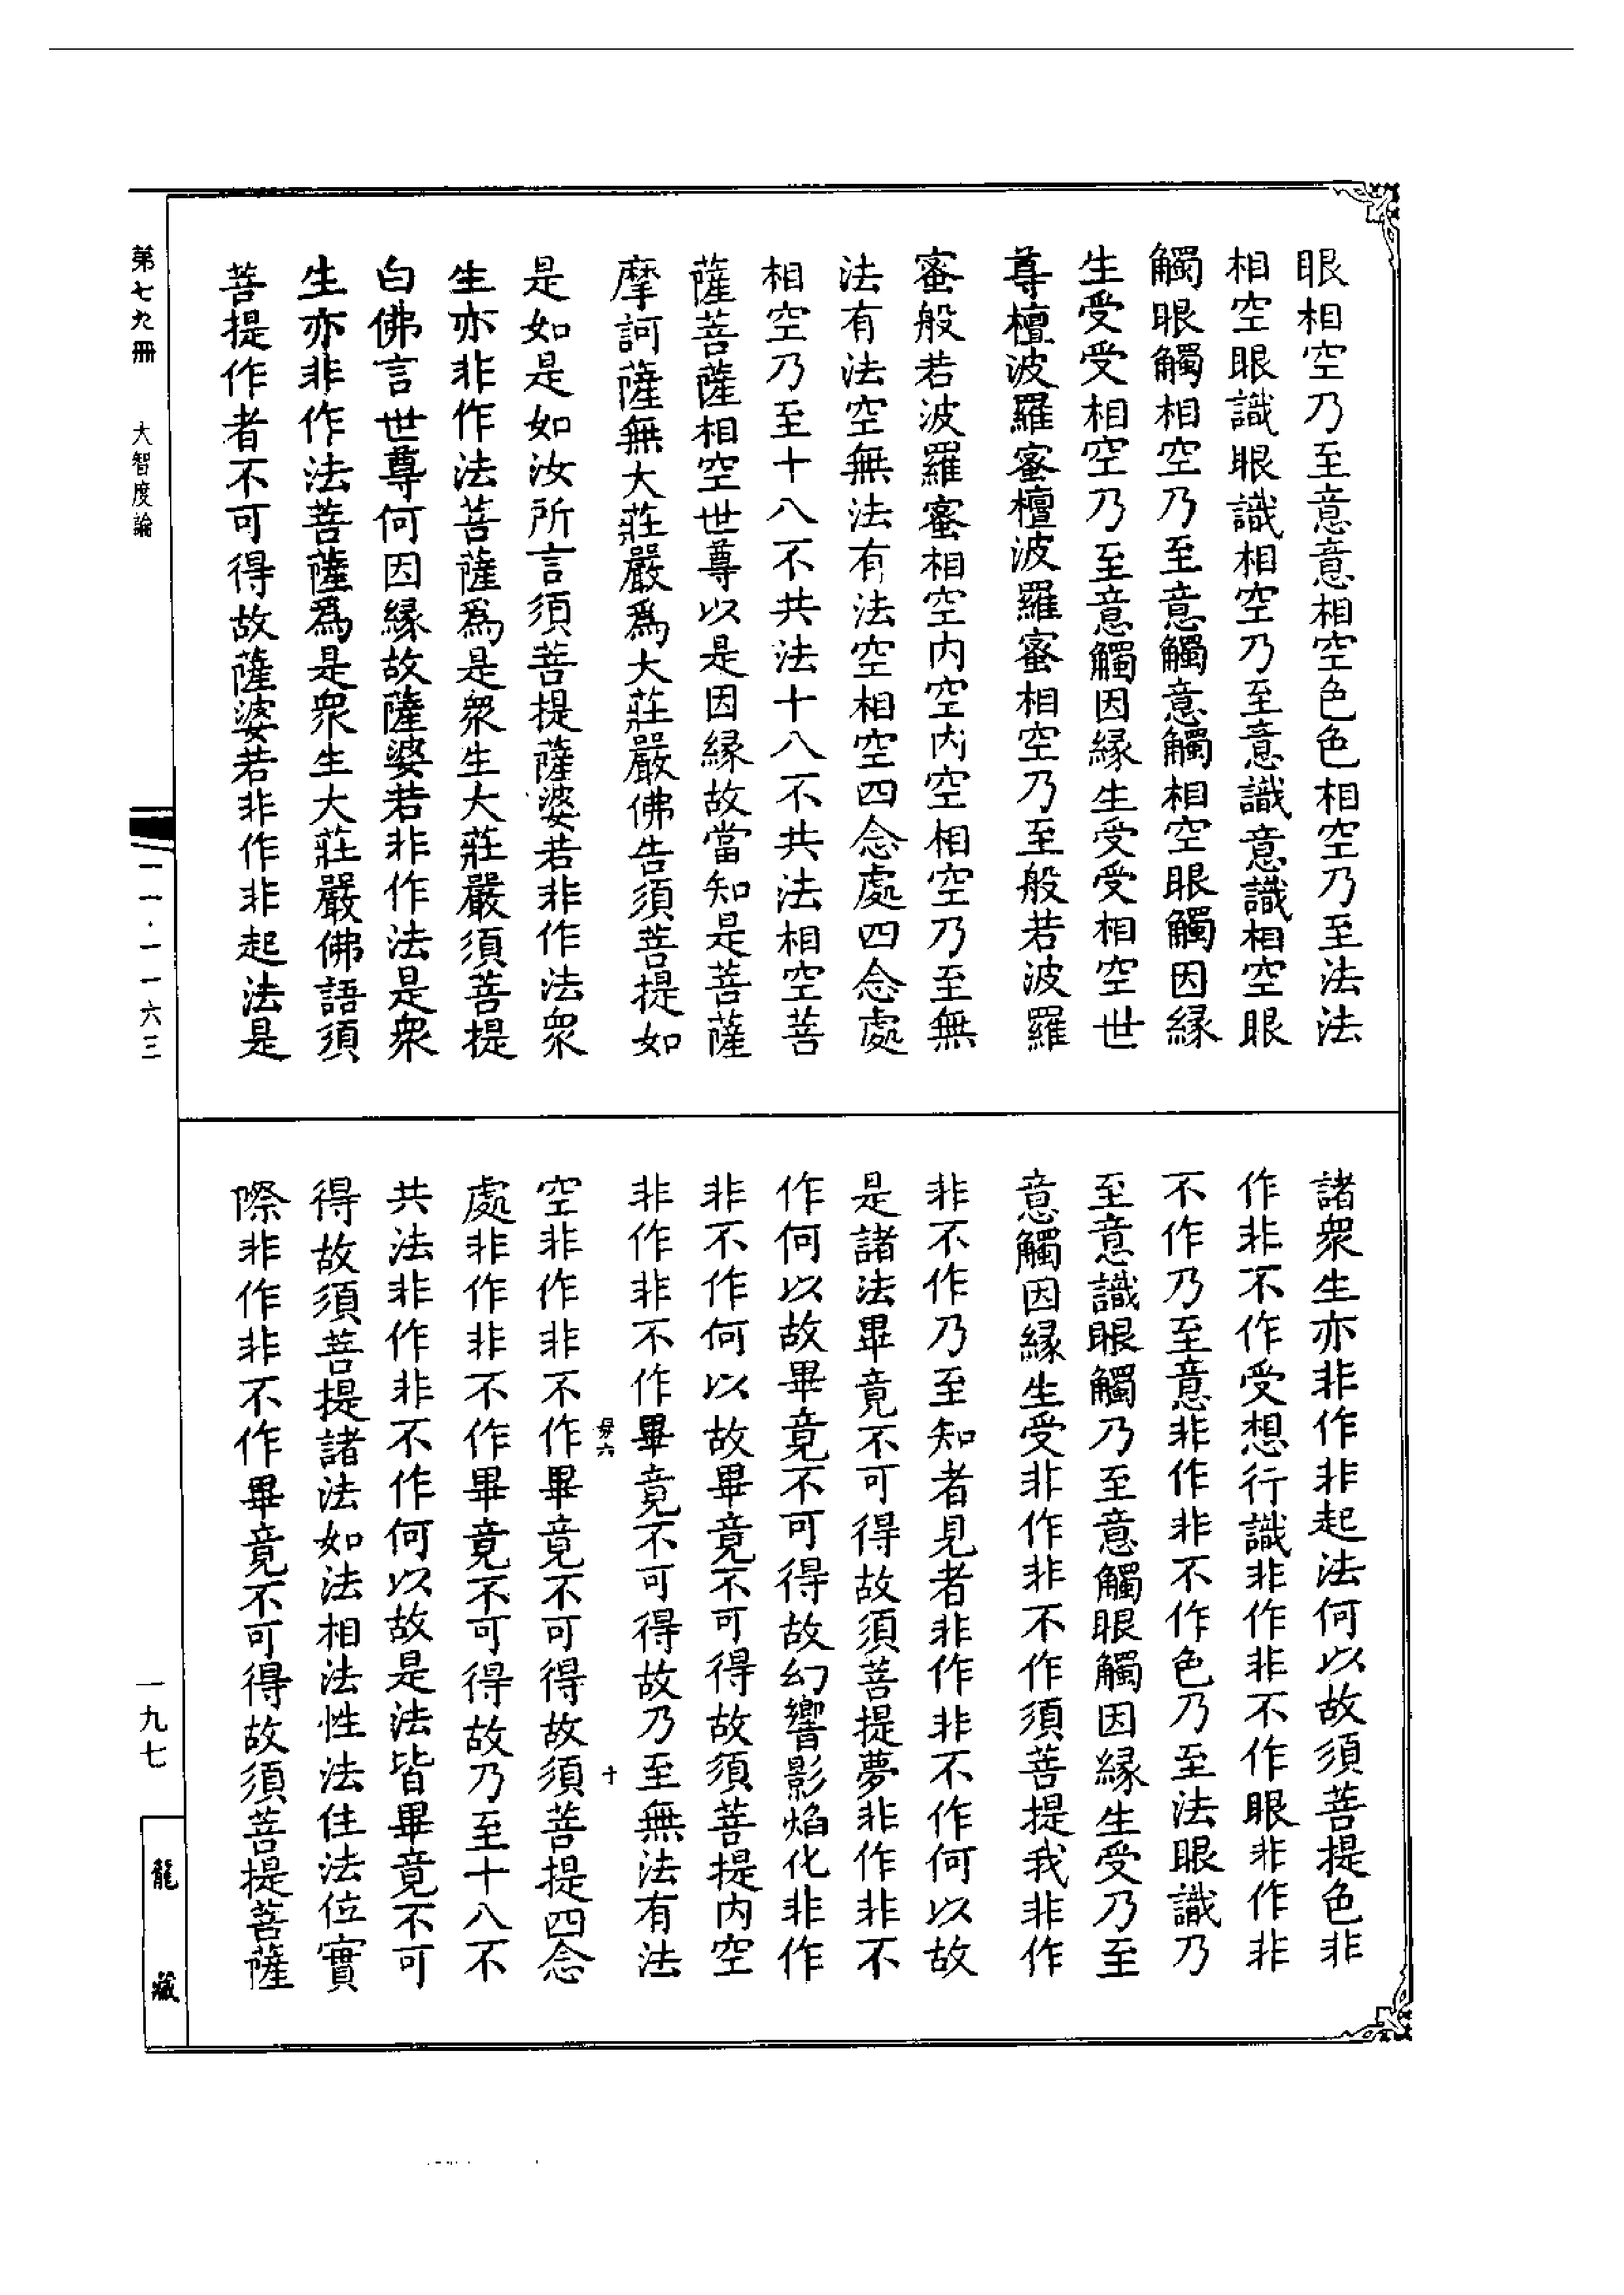 眼相空乃至意意相空色色相空乃至法法
相空眼識眼識相空乃至意識意識相空眼
觸眼觸相空乃至意觸意觸相空眼觸因縁
生受受相空乃至意觸因縁生受受相空世
尊檀波羅蜜檀波羅蜜相空乃至般若波羅
蜜般若波羅蜜相空内空内空相空乃至無
法有法空無法有法空相空四念處四念處
相空乃至十八不共法十八不共法相空菩
薩菩薩相空世尊以是因縁故當知是菩薩
摩訶薩無大莊嚴爲大莊嚴佛告須菩提如
是如是如汝所言須菩提薩婆若非作法衆
生亦非作法菩薩爲是衆生大莊嚴須菩提
白佛言世尊何因縁故薩婆若非作法是衆
生亦非作法菩薩爲是衆生大莊嚴佛語須
菩提作者不可得故薩婆若非作非起法是
諸衆生亦非作非起法何以故須菩提色非
作非不作受想行識非作非不作眼非作非
不作乃至意非作非不作色乃至法眼識乃
至意識眼觸乃至意觸眼觸因縁生受乃至
意觸因縁生受非作非不作須菩提我非作
非不作乃至知者見者非作非不作何以故
是諸法畢竟不可得故須菩提夢非作非不
作何以故畢竟不可得故幻響影焰化非作
非不作何以故畢竟不可得故須菩提内空
非作非不作畢竟不可得故乃至無法有法
空非作非不作畢竟不可得故須菩提四念
處非作非不作畢竟不可得故乃至十八不
共法非作非不作何以故是法皆畢竟不可
得故須菩提諸法如法相法性法住法位實
際非作非不作畢竟不可得故須菩提菩薩
十
第七九冊　大智度論
一一·一一六三
一九七
龍藏